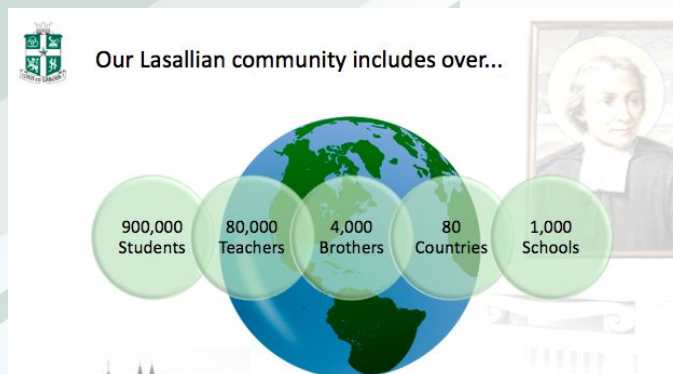 Our Lasallian community includes over...
900,000
Students
80,000
Teachers
4,000
Brothers
80
Countries
1,000
Schools